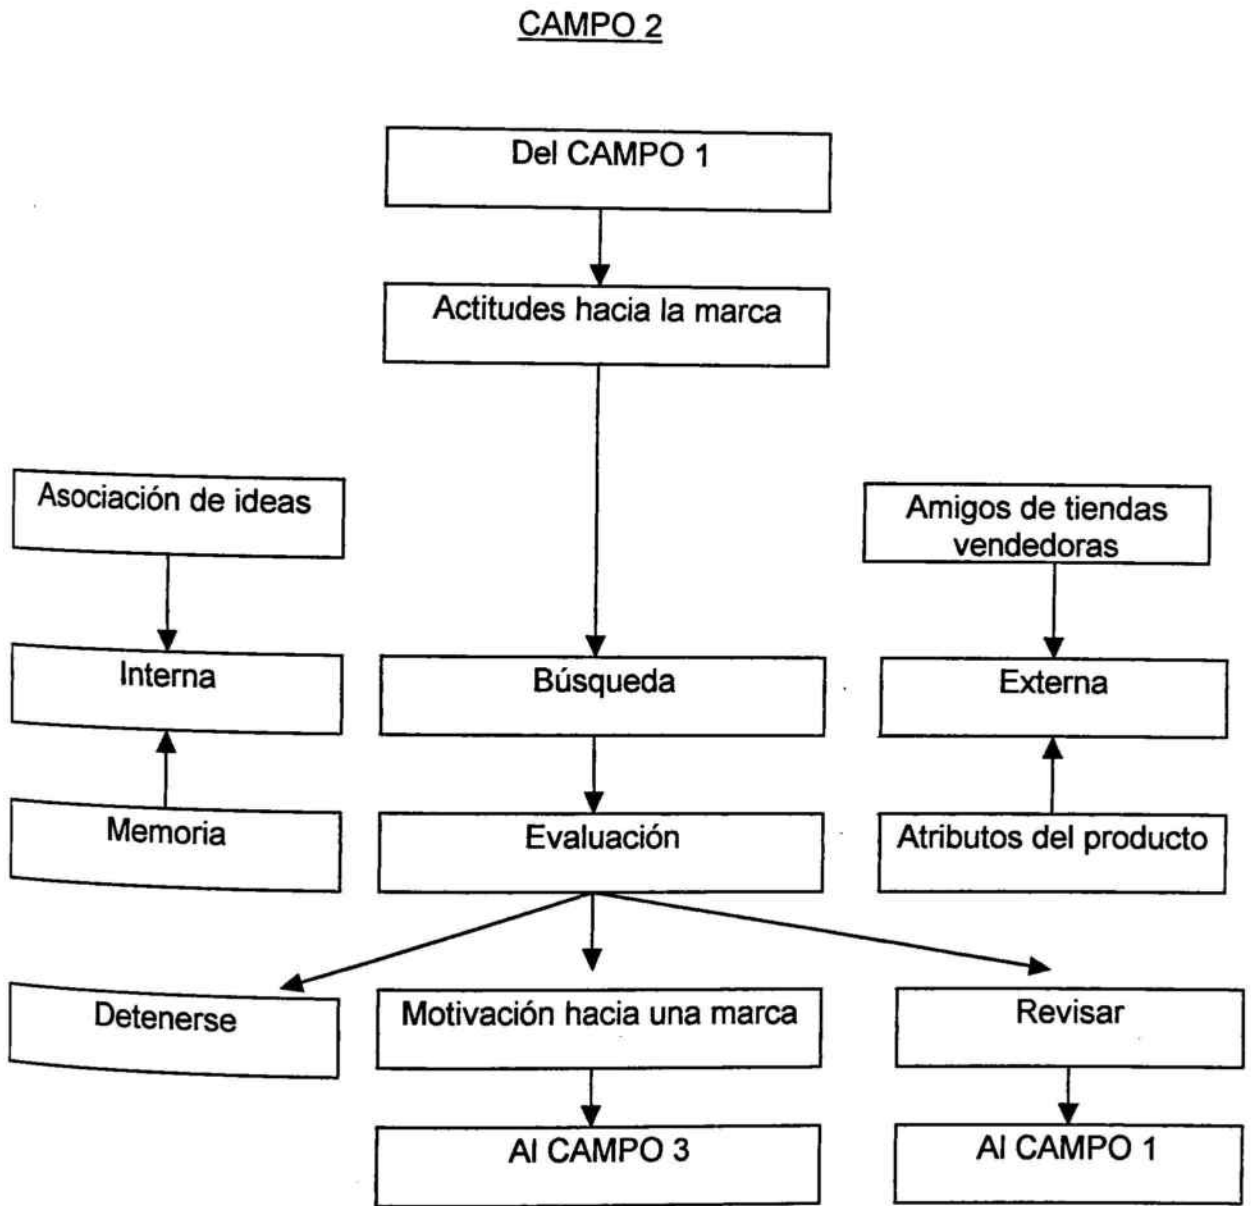 CAMPO 2
Del CAMPO 1
Actitudes hacia la marca
Asociación de ideas
Amigos de tiendas
vendedoras
Interna
Búsqueda
Externa
Memoria
Evaluación
Atributos del producto
Detenerse
Motivación hacia una marca
Revisar
Al CAMPO 3
Al CAMPO 1